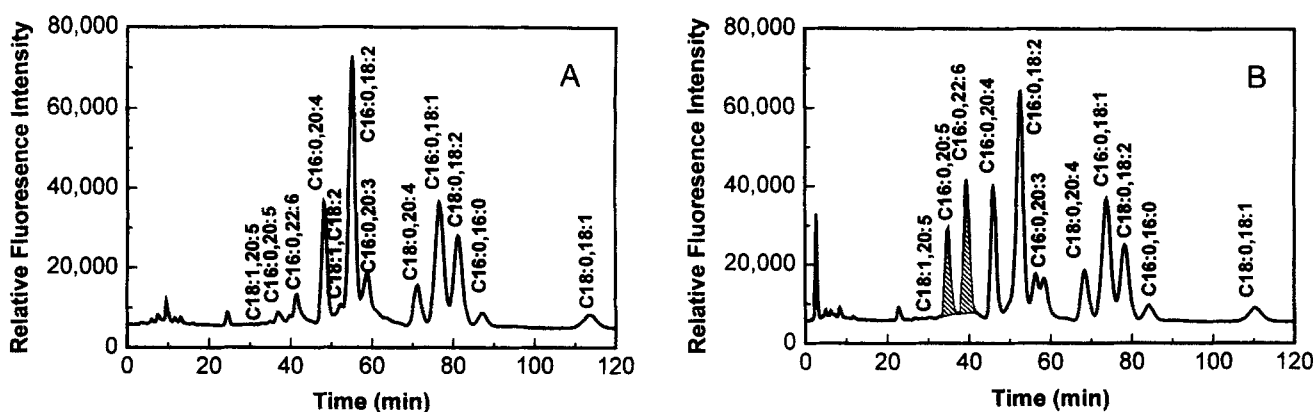 Relative Fluorescence Intensity
80,000
60,000
40,000
20,000
0
A
C18:1,20:5
C16:0,20:5
C16:0,22:6
C16:0,20:4
C18:1,C18:2
C16:0,18:2
C16:0,20:3
C18:0,20:4
C16:0,18:1
C18:0,18:2
C16:0,16:0
C18:0,18:1
0 20 40 60 80 100 120
Time (min)
Relative Fluorescence Intensity
80,000
60,000
40,000
20,000
0
B
C18:1,20:5
C16:0,20:5
C16:0,22:6
C16:0,20:4
C16:0,18:2
C16:0,20:3
C18:0,20:4
C16:0,18:1
C18:0,18:2
C16:0,16:0
C18:0,18:1
0 20 40 60 80 100 120
Time (min)